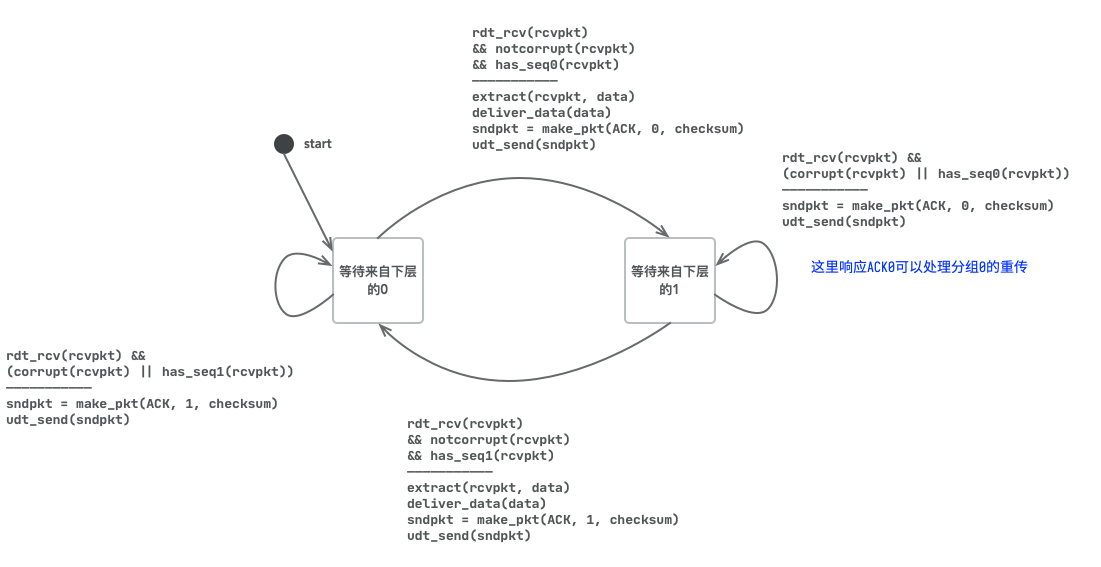 rdt_rcv(rcvpkt)
&& notcorrupt(rcvpkt)
&& has_seq0(rcvpkt)
———————————
extract(rcvpkt, data)
deliver_data(data)
sndpkt = make_pkt(ACK, 0, checksum)
udt_send(sndpkt)
start
rdt_rcv(rcvpkt) &&
(corrupt(rcvpkt) || has_seq0(rcvpkt))
———————————
sndpkt = make_pkt(ACK, 0, checksum)
udt_send(sndpkt)
这里响应ACK0可以处理分组0的重传
等待来自下层
的0
等待来自下层
的1
rdt_rcv(rcvpkt) &&
(corrupt(rcvpkt) || has_seq1(rcvpkt))
———————————
sndpkt = make_pkt(ACK, 1, checksum)
udt_send(sndpkt)
rdt_rcv(rcvpkt)
&& notcorrupt(rcvpkt)
&& has_seq1(rcvpkt)
———————————
extract(rcvpkt, data)
deliver_data(data)
sndpkt = make_pkt(ACK, 1, checksum)
udt_send(sndpkt)